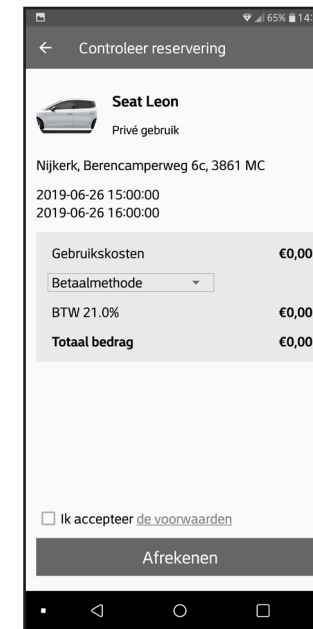 65% 14:
Controleer reservering
Seat Leon
Privé gebruik
Nijkerk, Berencamperweg 6c, 3861 MC
2019-06-26 15:00:00
2019-06-26 16:00:00
Gebruikskosten €0,00
Betaalmethode
BTW 21.0% €0,00
Totaal bedrag €0,00
Ik accepteer de voorwaarden
Afrekenen